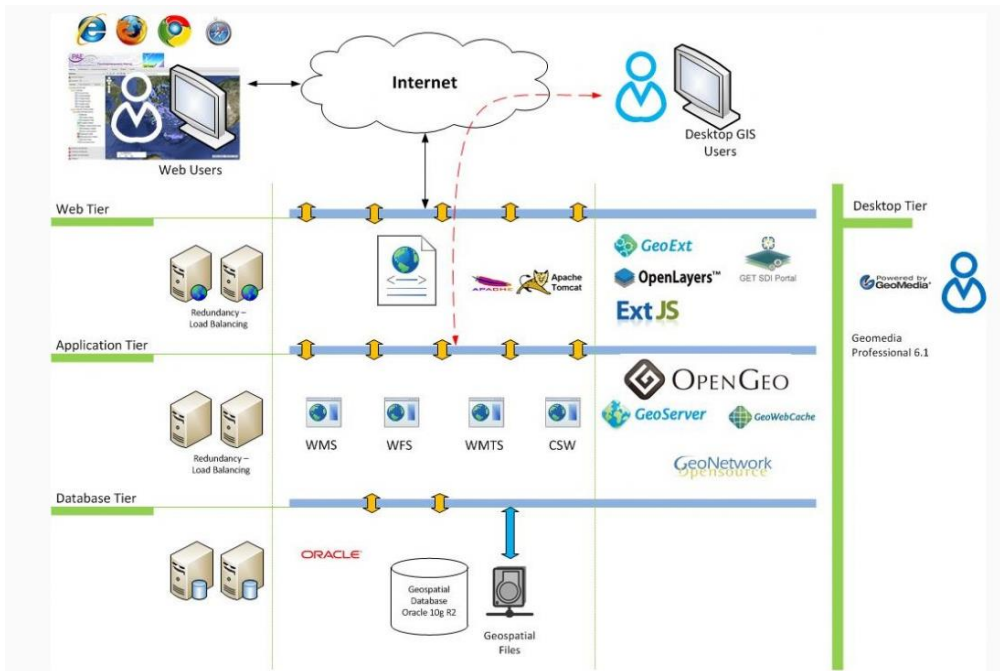 Internet
Web Users
Desktop GIS
Users
Web Tier
Desktop Tier
Redundancy –
Load Balancing
APACHE
Apache
Tomcat
GeoExt
OpenLayers™
GET SDI Portal
Ext JS
Powered by
GeoMedia
Geomedia
Professional 6.1
Application Tier
Redundancy –
Load Balancing
WMS
WFS
WMTS
CSW
OPENGEO
GeoServer
GeoWebCache
GeoNetwork
Opensource
Database Tier
ORACLE
Geospatial
Database
Oracle 10g R2
Geospatial
Files